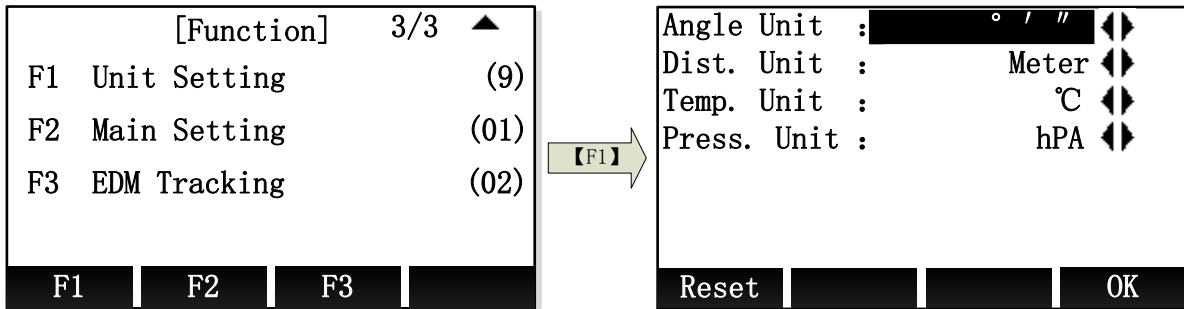 [Function] 3/3 ▲
F1 Unit Setting (9)
F2 Main Setting (01)
F3 EDM Tracking (02)
F1 F2 F3
【F1】
Angle Unit : ° ′ ″
Dist. Unit : Meter
Temp. Unit : ℃
Press. Unit : hPA
Reset OK